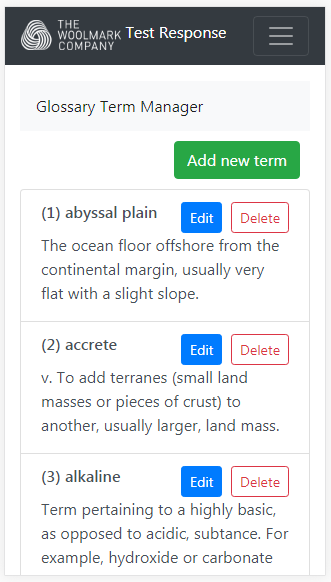 THE
WOOLMARK
COMPANY
Test Response
Glossary Term Manager
Add new term
(1) abyssal plain Edit Delete
The ocean floor offshore from the
continental margin, usually very
flat with a slight slope.
(2) accrete Edit Delete
v. To add terranes (small land
masses or pieces of crust) to
another, usually larger, land mass.
(3) alkaline Edit Delete
Term pertaining to a highly basic,
as opposed to acidic, subtance. For
example, hydroxide or carbonate